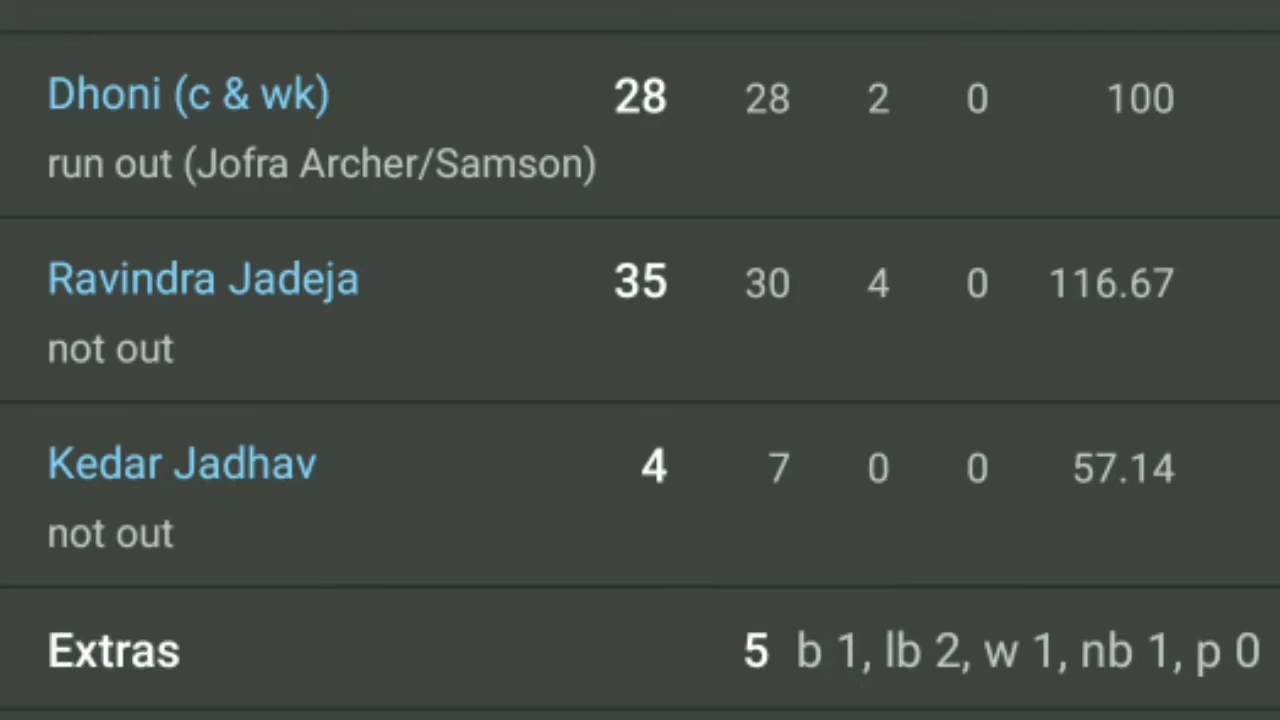 Dhoni (c & wk) 28 28 2 0 100
run out (Jofra Archer/Samson)
Ravindra Jadeja 35 30 4 0 116.67
not out
Kedar Jadhav 4 7 0 0 57.14
not out
Extras 5 b 1, lb 2, w 1, nb 1, p 0